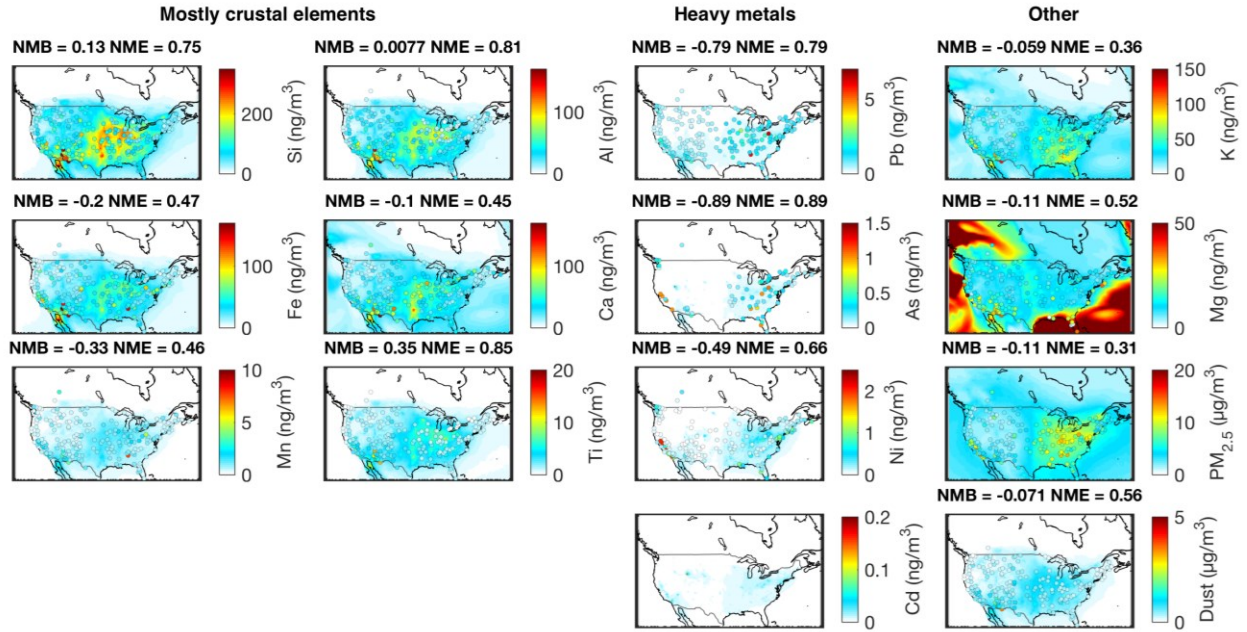 Mostly crustal elements
Heavy metals
Other
NMB = 0.13 NME = 0.75
NMB = 0.0077 NME = 0.81
NMB = -0.79 NME = 0.79
NMB = -0.059 NME = 0.36
200
0
Si (ng/m³)
100
0
Al (ng/m³)
5
0
Pb (ng/m³)
150
100
50
0
K (ng/m³)
NMB = -0.2 NME = 0.47
NMB = -0.1 NME = 0.45
NMB = -0.89 NME = 0.89
NMB = -0.11 NME = 0.52
100
0
Fe (ng/m³)
100
0
Ca (ng/m³)
1.5
1
0.5
0
As (ng/m³)
50
0
Mg (ng/m³)
NMB = -0.33 NME = 0.46
NMB = 0.35 NME = 0.85
NMB = -0.49 NME = 0.66
NMB = -0.11 NME = 0.31
10
5
0
Mn (ng/m³)
20
10
0
Ti (ng/m³)
2
1
0
Ni (ng/m³)
20
15
10
5
0
PM₂.₅ (μg/m³)
NMB = -0.071 NME = 0.56
0.2
0.1
0
Cd (ng/m³)
5
0
Dust (μg/m³)